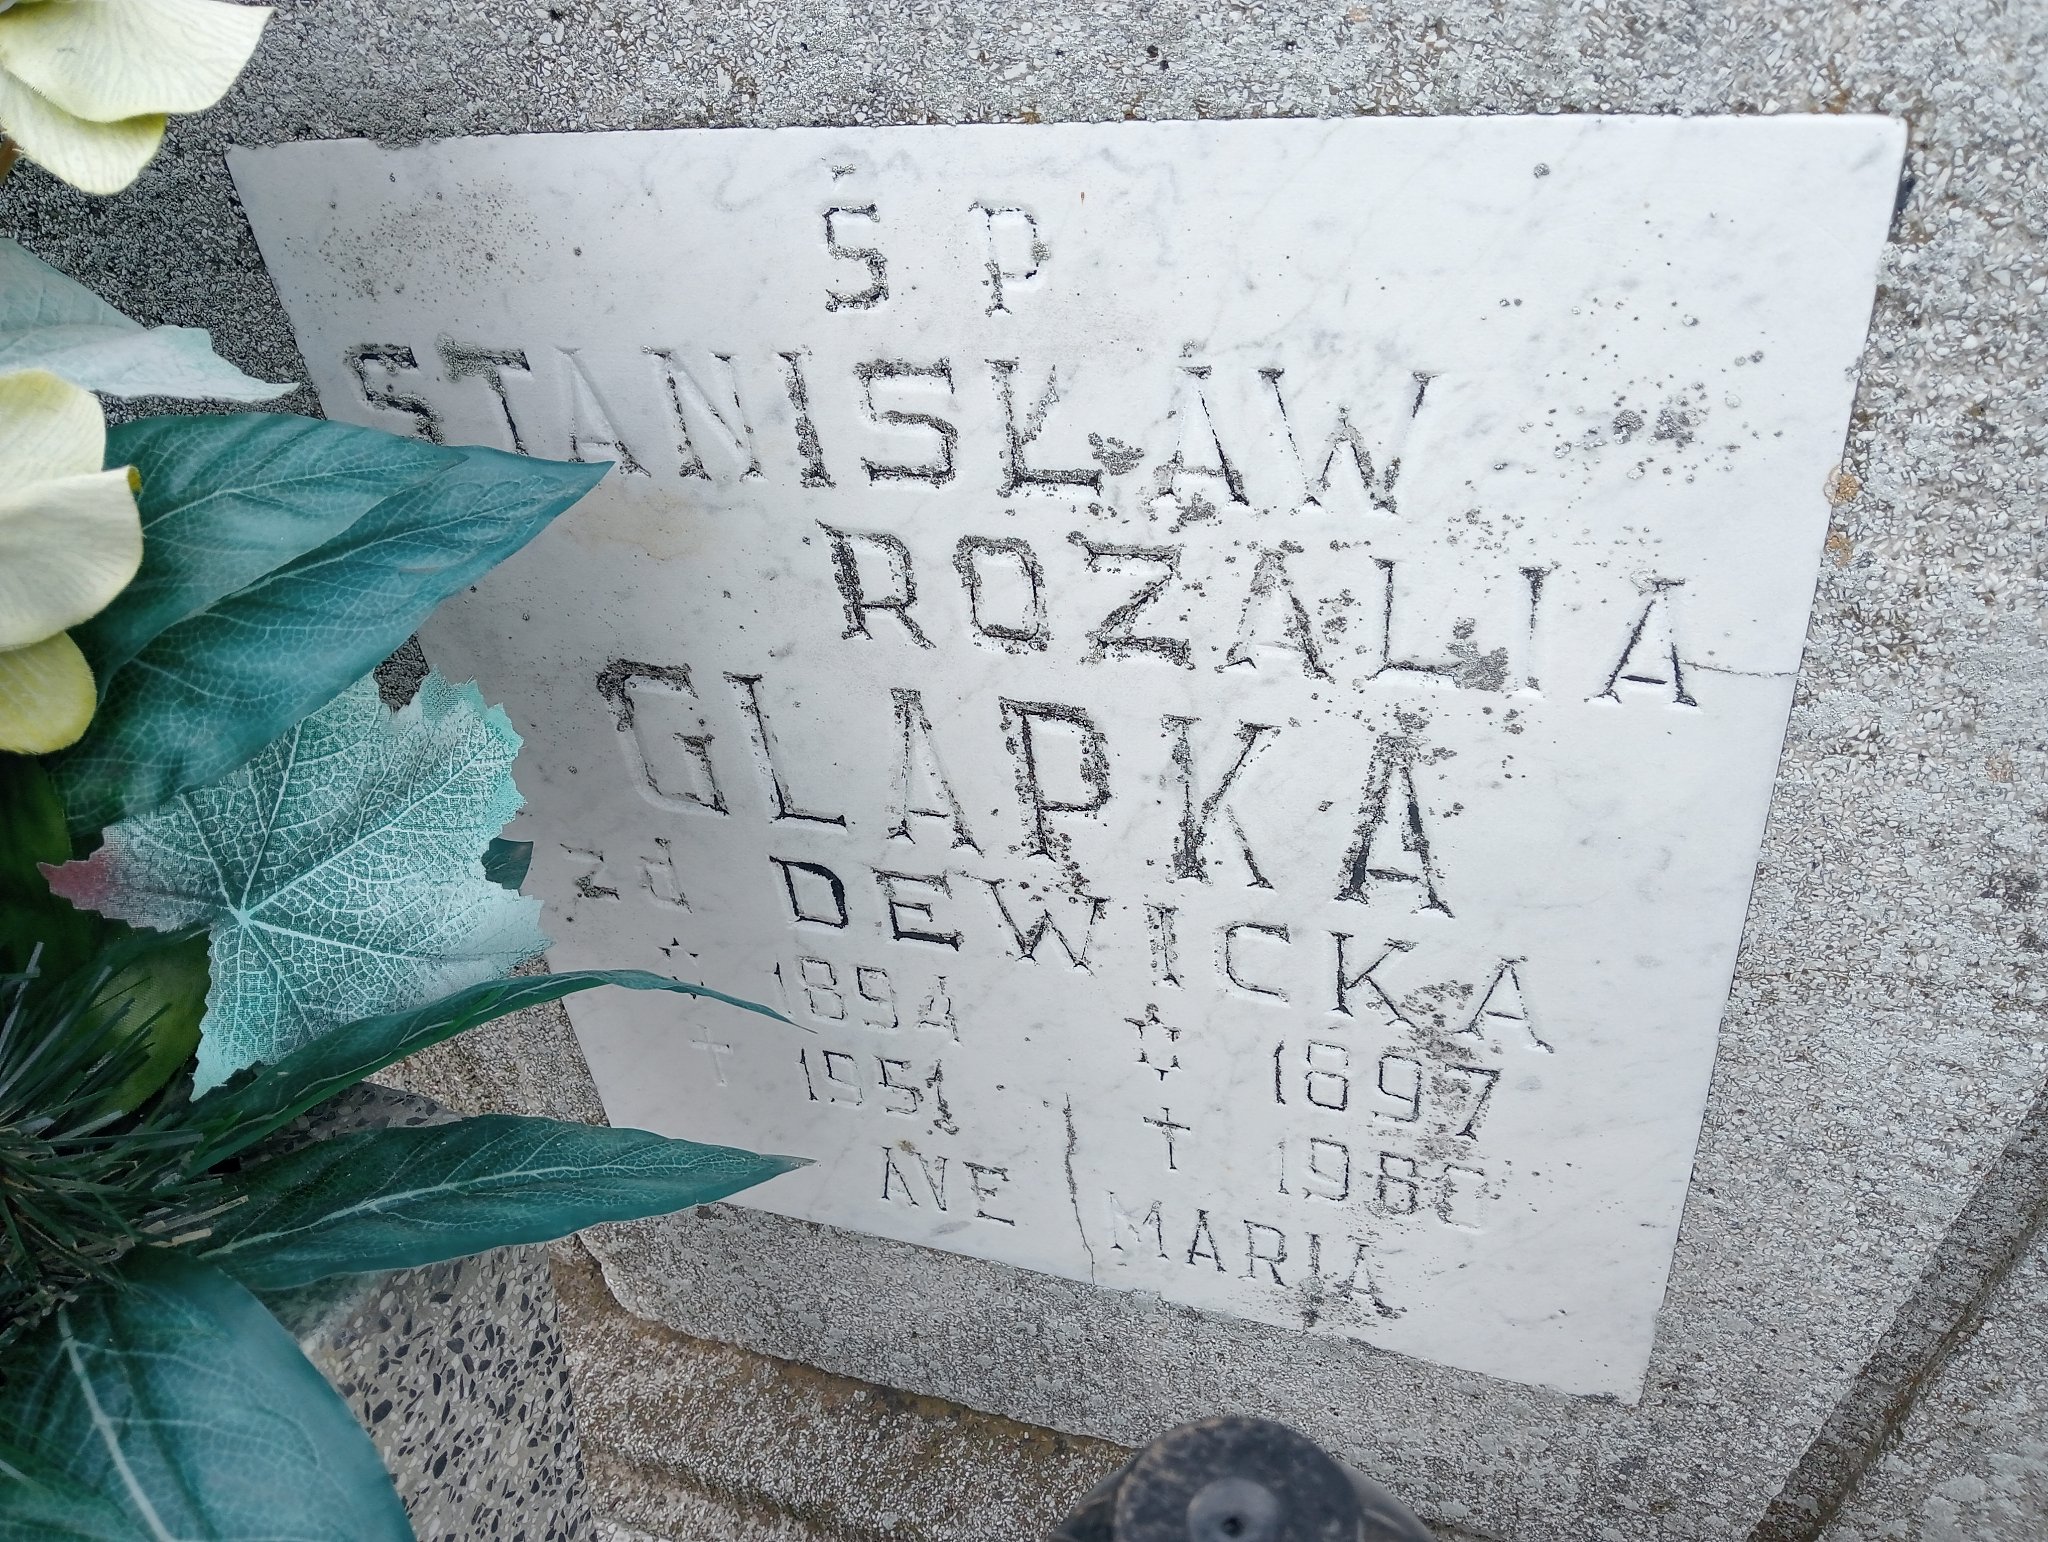 Ś P
STANISŁAW
ROZALIA
GLAPKA
zd DEWICKA
* 1894 * 1897
† 1951 † 1980
AVE MARIA